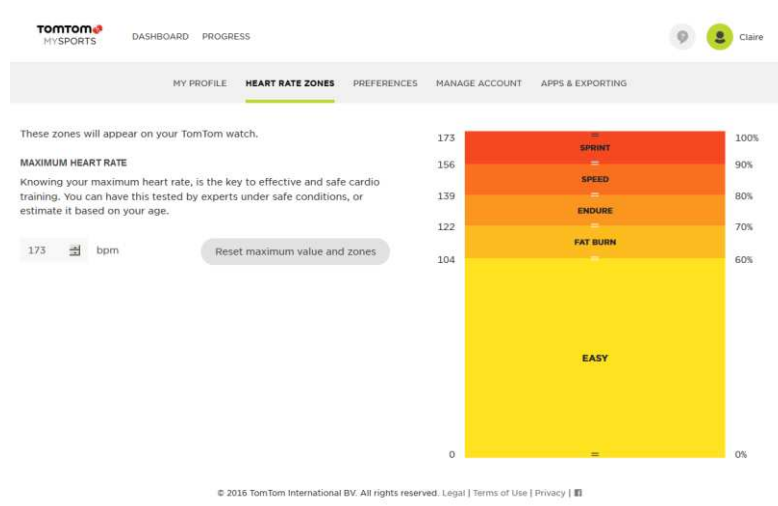 TOMTOM
MYSPORTS
DASHBOARD PROGRESS
Claire
MY PROFILE HEART RATE ZONES PREFERENCES MANAGE ACCOUNT APPS & EXPORTING
These zones will appear on your TomTom watch.
MAXIMUM HEART RATE
Knowing your maximum heart rate, is the key to effective and safe cardio
training. You can have this tested by experts under safe conditions, or
estimate it based on your age.
173 bpm Reset maximum value and zones
173 100%
SPRINT
156 90%
SPEED
139 80%
ENDURE
122 70%
FAT BURN
104 60%
EASY
0 0%
© 2016 TomTom International BV. All rights reserved. Legal | Terms of Use | Privacy |